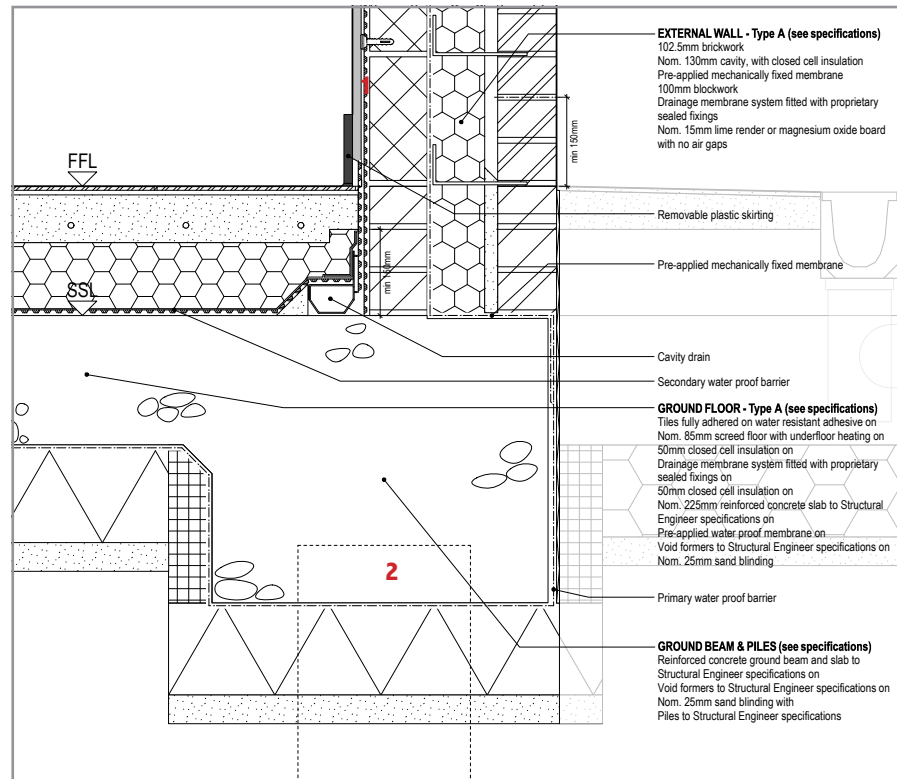 EXTERNAL WALL - Type A (see specifications)
102.5mm brickwork
Nom. 130mm cavity, with closed cell insulation
Pre-applied mechanically fixed membrane
100mm blockwork
Drainage membrane system fitted with proprietary
sealed fixings
Nom. 15mm lime render or magnesium oxide board
with no air gaps
1
min 150mm
FFL
Removable plastic skirting
min 150mm
Pre-applied mechanically fixed membrane
SSL
Cavity drain
Secondary water proof barrier
GROUND FLOOR - Type A (see specifications)
Tiles fully adhered on water resistant adhesive on
Nom. 85mm screed floor with underfloor heating on
50mm closed cell insulation on
Drainage membrane system fitted with proprietary
sealed fixings on
50mm closed cell insulation on
Nom. 225mm reinforced concrete slab to Structural
Engineer specifications on
Pre-applied water proof membrane on
Void formers to Structural Engineer specifications on
Nom. 25mm sand blinding
2
Primary water proof barrier
GROUND BEAM & PILES (see specifications)
Reinforced concrete ground beam and slab to
Structural Engineer specifications on
Void formers to Structural Engineer specifications on
Nom. 25mm sand blinding with
Piles to Structural Engineer specifications